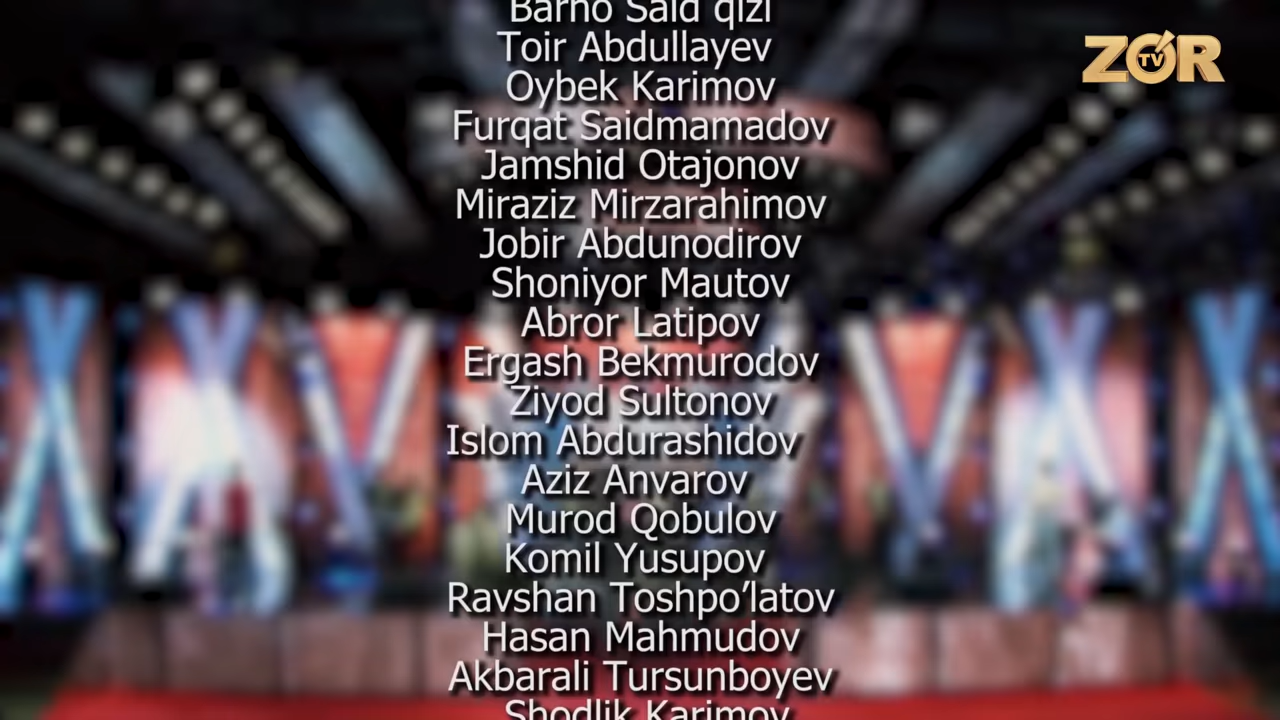 Barno Said qizi
Toir Abdullayev
Oybek Karimov
Furqat Saidmamadov
Jamshid Otajonov
Miraziz Mirzarahimov
Jobir Abdunodirov
Shoniyor Mautov
Abror Latipov
Ergash Bekmurodov
Ziyod Sultonov
Islom Abdurashidov
Aziz Anvarov
Murod Qobulov
Komil Yusupov
Ravshan Toshpo’latov
Hasan Mahmudov
Akbarali Tursunboyev
Shodlik Karimov
ZO'R TV